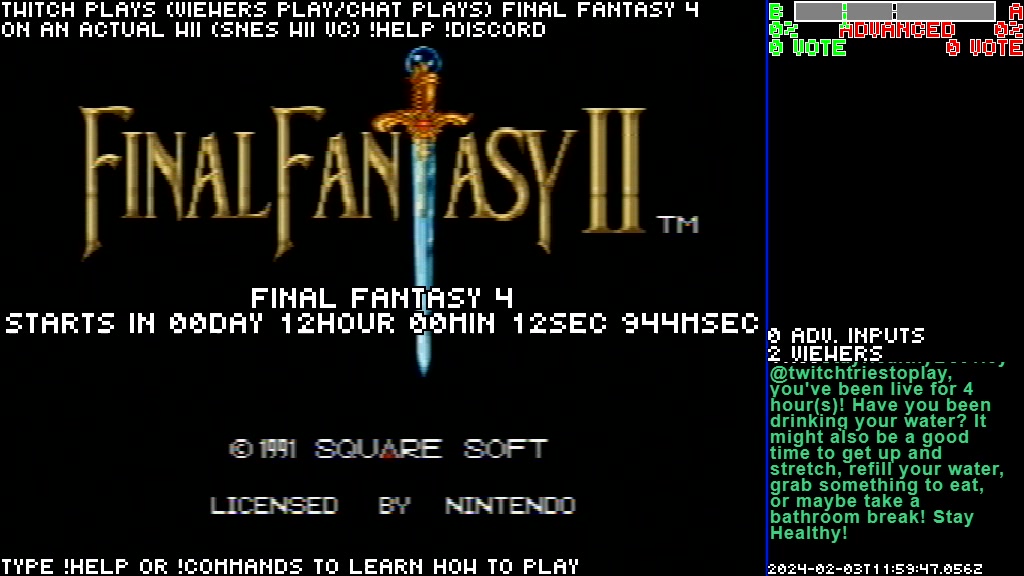 TWITCH PLAYS (VIEWERS PLAY/CHAT PLAYS) FINAL FANTASY 4
ON AN ACTUAL WII (SNES WII VC) !HELP !DISCORD
FINAL FANTASY II TM
FINAL FANTASY 4
STARTS IN 00DAY 12HOUR 00MIN 12SEC 944MSEC
© 1991 SQUARE SOFT
LICENSED BY NINTENDO
TYPE !HELP OR !COMMANDS TO LEARN HOW TO PLAY
B A
0% ADVANCED 0%
0 VOTE 0 VOTE
0 ADV. INPUTS
2 VIEWERS
@twitchtriestoplay,
you've been live for 4
hour(s)! Have you been
drinking your water? It
might also be a good
time to get up and
stretch, refill your water,
grab something to eat,
or maybe take a
bathroom break! Stay
Healthy!
2024-02-03T11:59:47.056Z